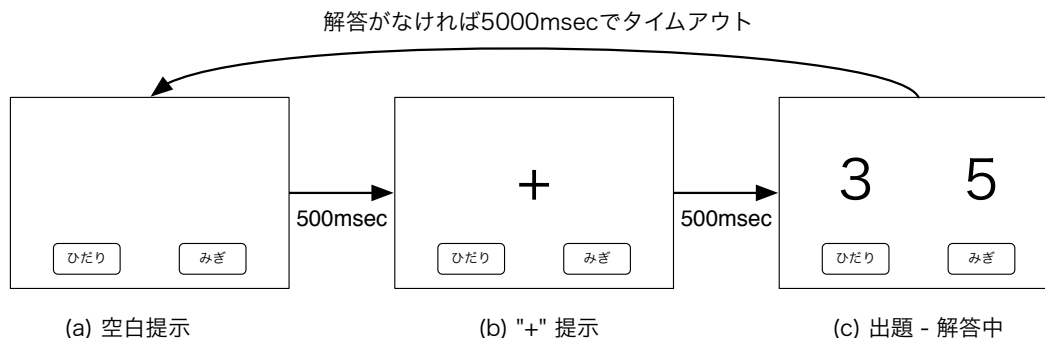 解答がなければ5000msecでタイムアウト
+
3 5
500msec
500msec
ひだり みぎ
ひだり みぎ
ひだり みぎ
(a) 空白提示
(b) "+" 提示
(c) 出題 - 解答中